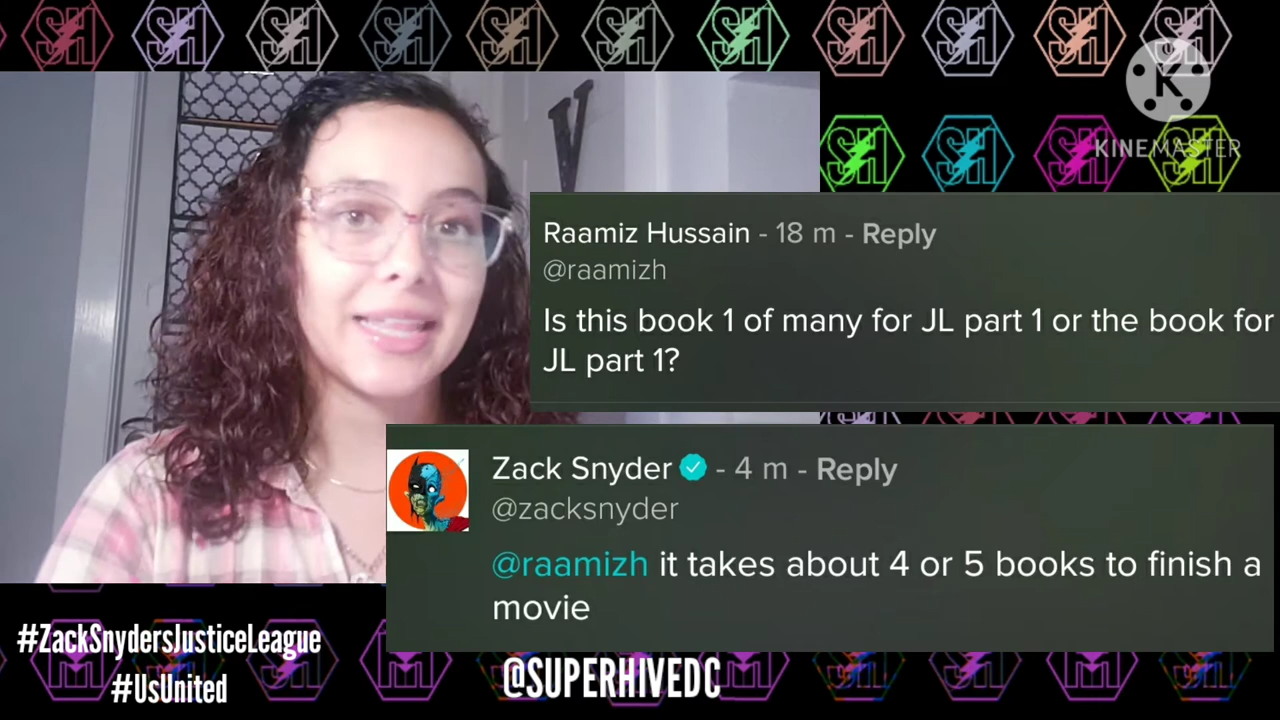 KINEMASTER
Raamiz Hussain - 18 m - Reply
@raamizh
Is this book 1 of many for JL part 1 or the book for
JL part 1?
Zack Snyder - 4 m - Reply
@zacksnyder
@raamizh it takes about 4 or 5 books to finish a
movie
#ZackSnydersJusticeLeague
#UsUnited
@SUPERHIVEDC